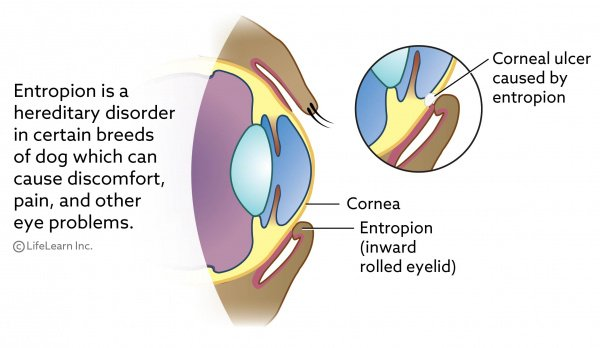 Entropion is a
hereditary disorder
in certain breeds
of dog which can
cause discomfort,
pain, and other
eye problems.
© LifeLearn Inc.
Corneal ulcer
caused by
entropion
Cornea
Entropion
(inward
rolled eyelid)